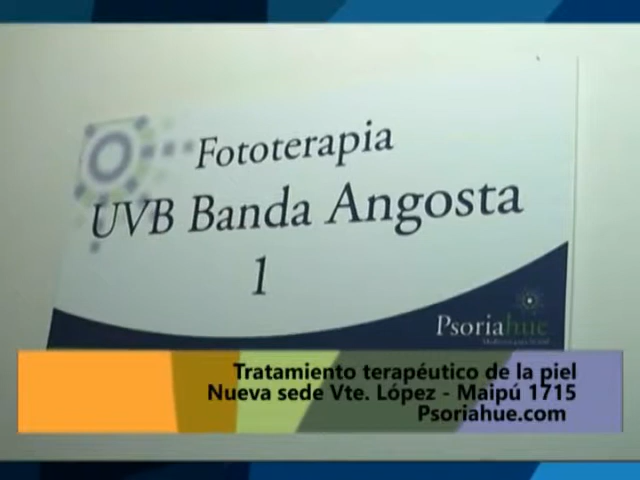 Fototerapia
UVB Banda Angosta
1
Psoriahue
Tratamiento terapéutico de la piel
Nueva sede Vte. López - Maipú 1715
Psoriahue.com